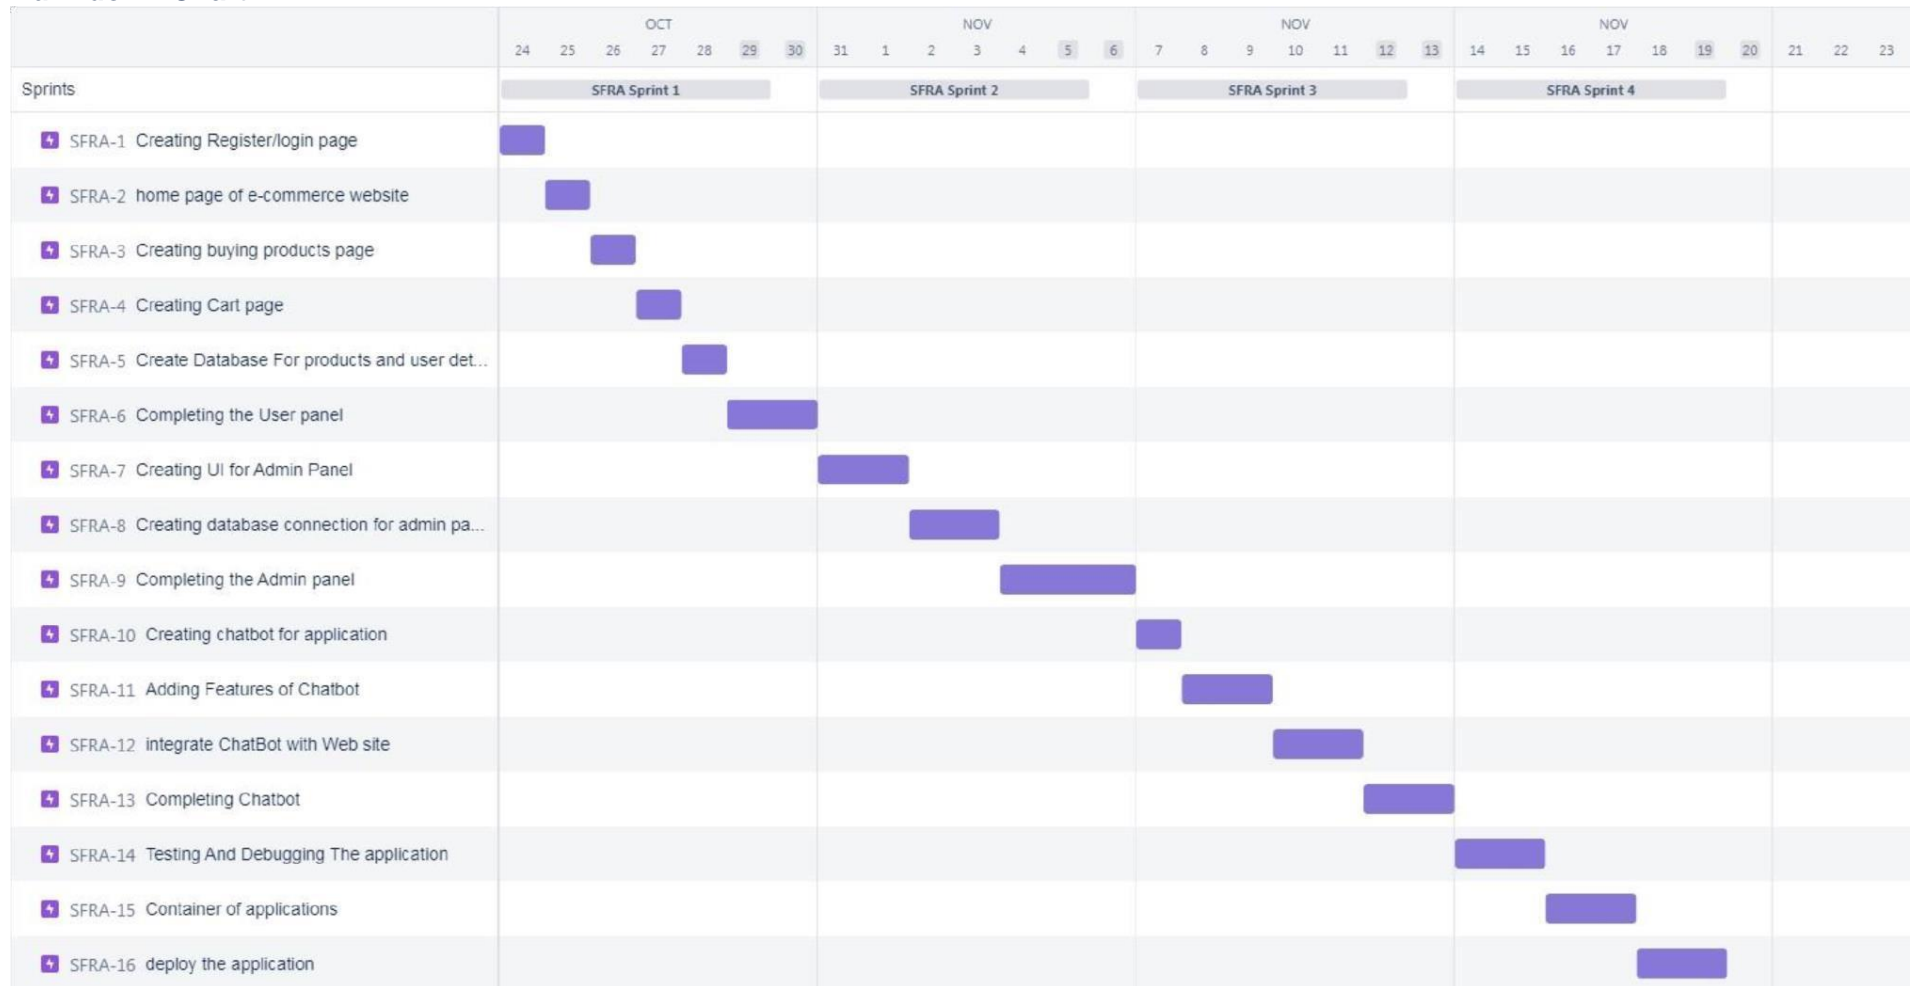 OCT NOV NOV NOV
24 25 26 27 28 29 30 31 1 2 3 4 5 6 7 8 9 10 11 12 13 14 15 16 17 18 19 20 21 22 23
Sprints SFRA Sprint 1 SFRA Sprint 2 SFRA Sprint 3 SFRA Sprint 4
SFRA-1 Creating Register/login page
SFRA-2 home page of e-commerce website
SFRA-3 Creating buying products page
SFRA-4 Creating Cart page
SFRA-5 Create Database For products and user det...
SFRA-6 Completing the User panel
SFRA-7 Creating UI for Admin Panel
SFRA-8 Creating database connection for admin pa...
SFRA-9 Completing the Admin panel
SFRA-10 Creating chatbot for application
SFRA-11 Adding Features of Chatbot
SFRA-12 integrate ChatBot with Web site
SFRA-13 Completing Chatbot
SFRA-14 Testing And Debugging The application
SFRA-15 Container of applications
SFRA-16 deploy the application